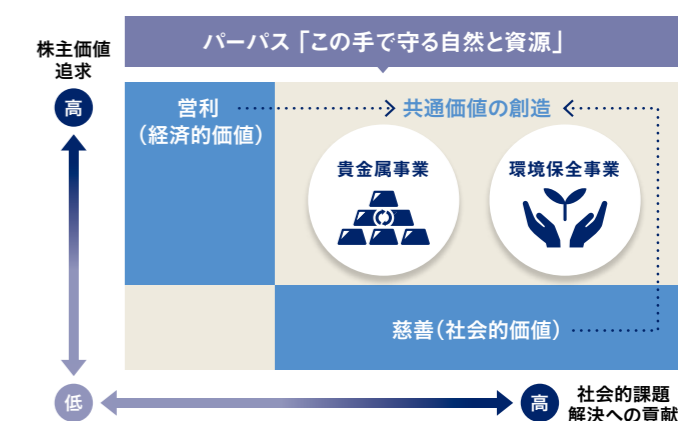 パーパス「この手で守る自然と資源」
株主価値
追求
高
営利
（経済的価値）
共通価値の創造
貴金属事業
環境保全事業
慈善（社会的価値）
低
高
社会的課題
解決への貢献